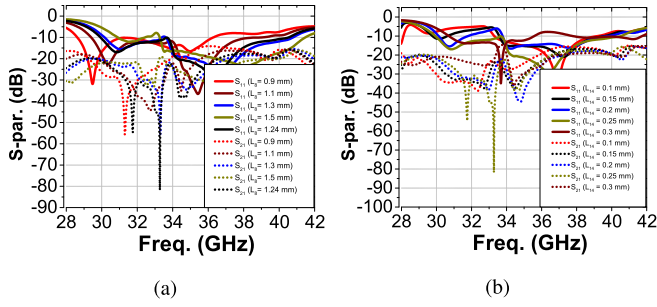 0
-10
-20
-30
-40
-50
-60
-70
-80
-90
S-par. (dB)
28 30 32 34 36 38 40 42
Freq. (GHz)
S11 (L9= 0.9 mm)
S11 (L9= 1.1 mm)
S11 (L9= 1.3 mm)
S11 (L9= 1.5 mm)
S11 (L9= 1.24 mm)
S21 (L9= 0.9 mm)
S21 (L9= 1.1 mm)
S21 (L9= 1.3 mm)
S21 (L9= 1.5 mm)
S21 (L9= 1.24 mm)
(a)
0
-10
-20
-30
-40
-50
-60
-70
-80
-90
-100
S-par. (dB)
28 30 32 34 36 38 40 42
Freq. (GHz)
S11 (L14 = 0.1 mm)
S11 (L14 = 0.15 mm)
S11 (L14 = 0.2 mm)
S11 (L14 = 0.25 mm)
S11 (L14 = 0.3 mm)
S21 (L14 = 0.1 mm)
S21 (L14 = 0.15 mm)
S21 (L14 = 0.2 mm)
S21 (L14 = 0.25 mm)
S21 (L14 = 0.3 mm)
(b)